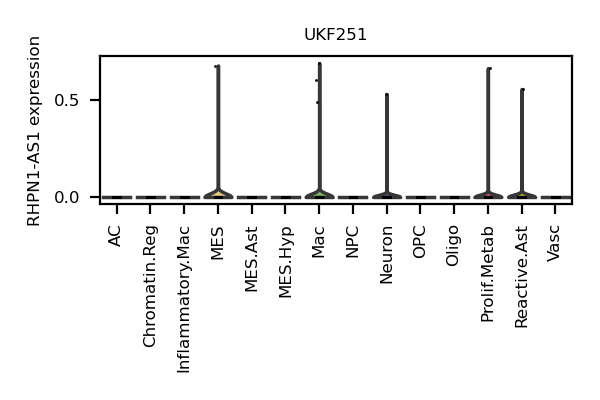 UKF251
RHPN1-AS1 expression
0.5
0.0
AC
Chromatin.Reg
Inflammatory.Mac
MES
MES.Ast
MES.Hyp
Mac
NPC
Neuron
OPC
Oligo
Prolif.Metab
Reactive.Ast
Vasc